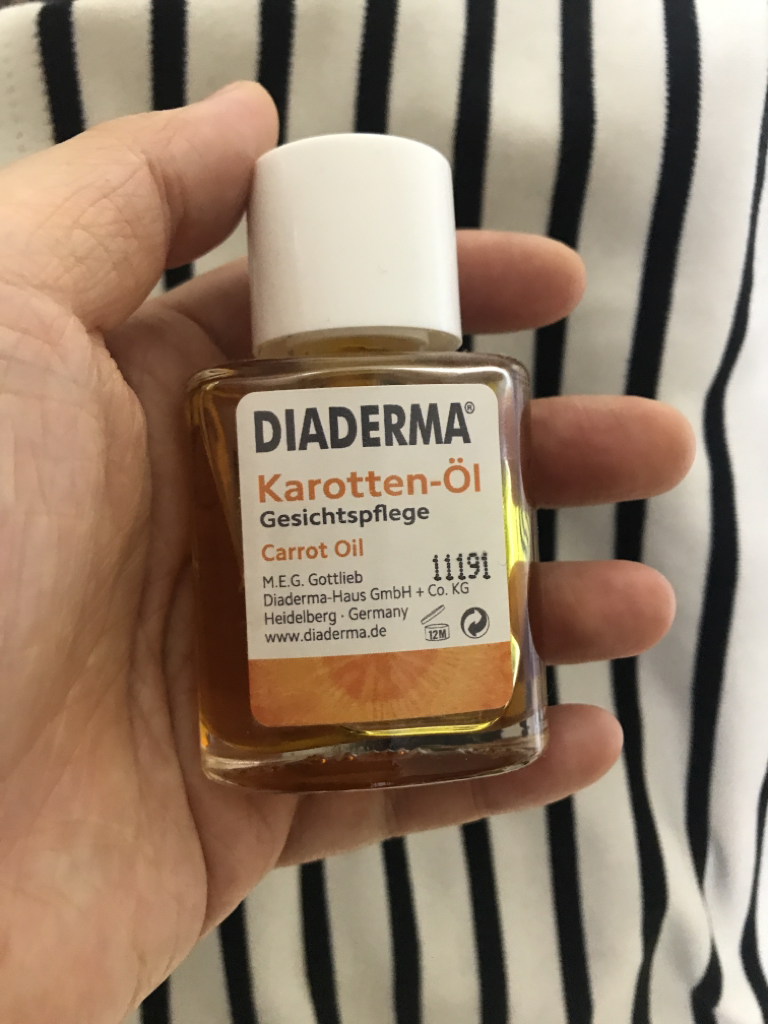 DIADERMA®
Karotten-Öl
Gesichtspflege
Carrot Oil
11191
M.E.G. Gottlieb
Diaderma-Haus GmbH + Co. KG
Heidelberg · Germany
www.diaderma.de
12M